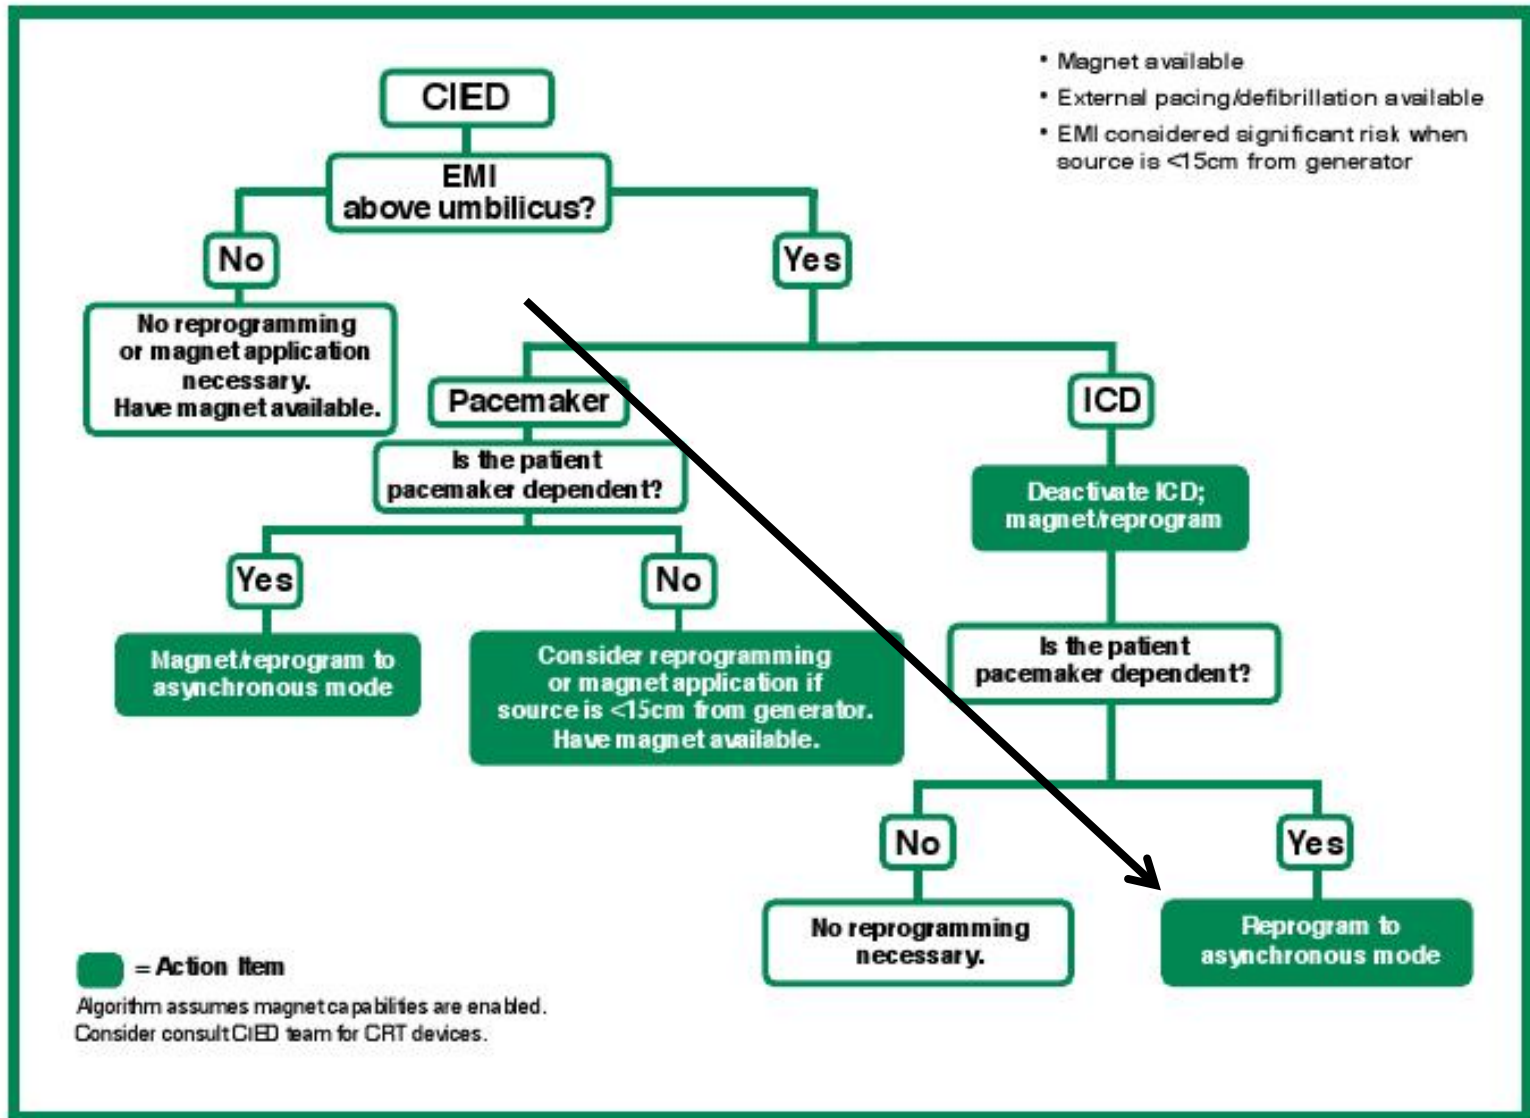 • Magnet available
• External pacing/defibrillation available
• EMI considered significant risk when
source is <15cm from generator
CIED
EMI
above umbilicus?
No
Yes
No reprogramming
or magnet application
necessary.
Have magnet available.
Pacemaker
ICD
Is the patient
pacemaker dependent?
Deactivate ICD;
magnet/reprogram
Yes
No
Magnet/reprogram to
asynchronous mode
Consider reprogramming
or magnet application if
source is <15cm from generator.
Have magnet available.
Is the patient
pacemaker dependent?
No
Yes
No reprogramming
necessary.
Reprogram to
asynchronous mode
= Action Item
Algorithm assumes magnet capabilities are enabled.
Consider consult CIED team for CRT devices.